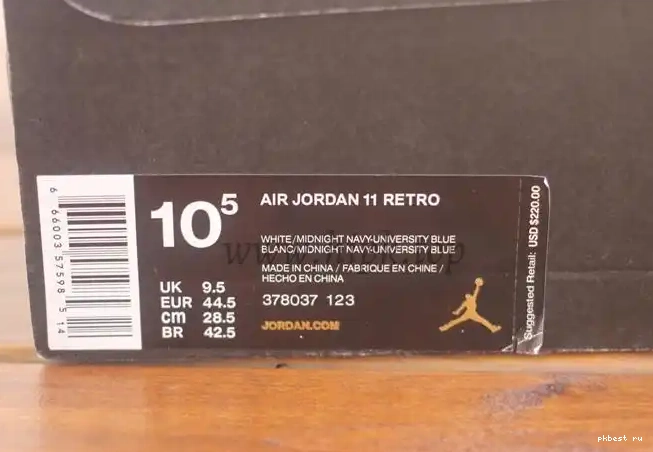 10⁵
AIR JORDAN 11 RETRO
WHITE/MIDNIGHT NAVY-UNIVERSITY BLUE
BLANC/MIDNIGHT NAVY-UNIVERSITY BLUE
MADE IN CHINA / FABRIQUE EN CHINE /
HECHO EN CHINA
UK 9.5
EUR 44.5
cm 28.5
BR 42.5
378037 123
JORDAN.COM
Suggested Retail: USD $220.00
6 66003 57598 5 14
pkbest ru